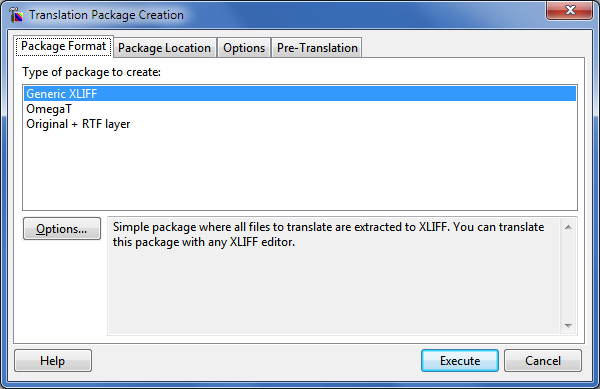 Translation Package Creation
Package Format Package Location Options Pre-Translation
Type of package to create:
Generic XLIFF
OmegaT
Original + RTF layer
Options...
Simple package where all files to translate are extracted to XLIFF. You can translate
this package with any XLIFF editor.
Help Execute Cancel